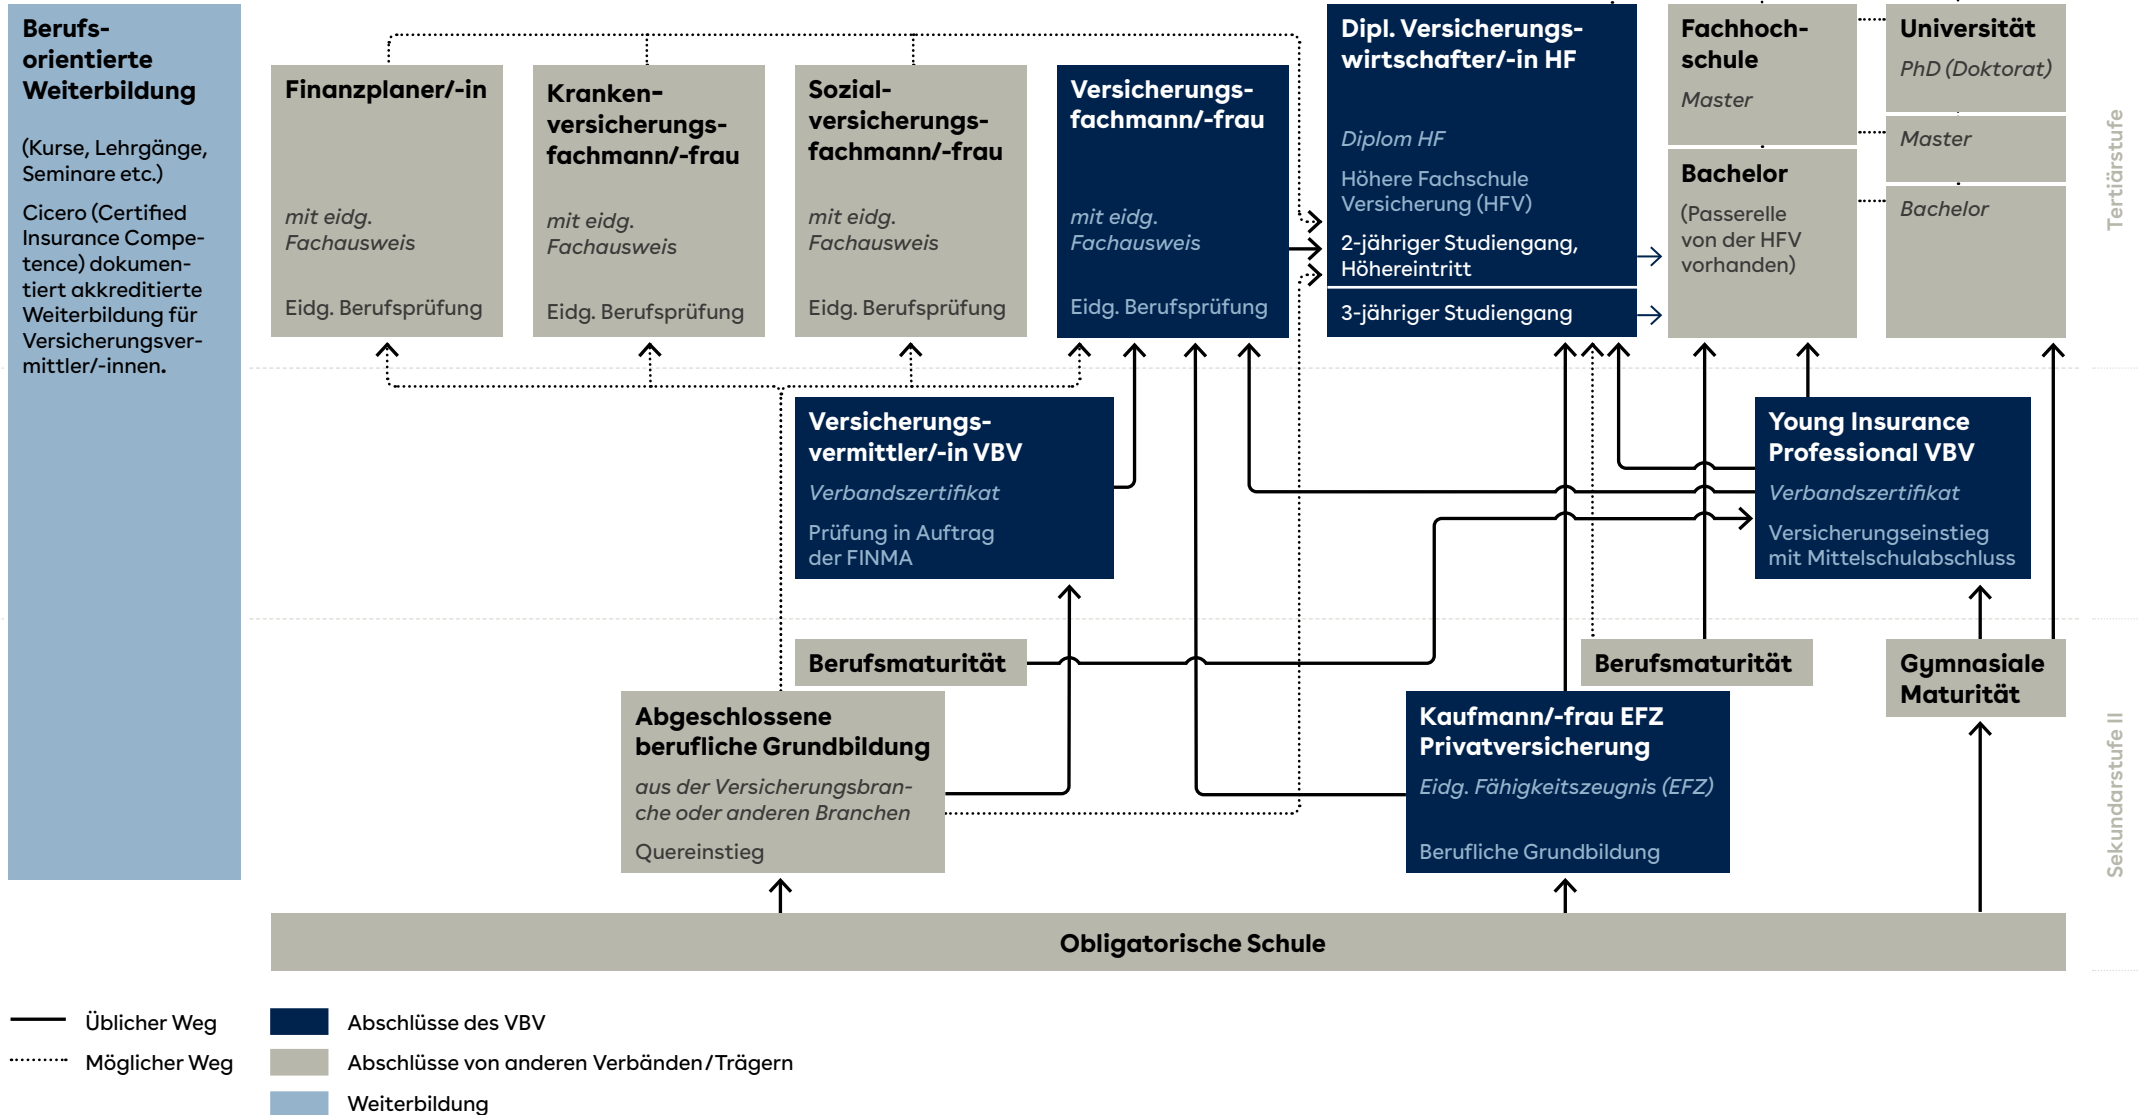 Berufs-
orientierte
Weiterbildung
(Kurse, Lehrgänge,
Seminare etc.)
Cicero (Certified
Insurance Compe-
tence) dokumen-
tiert akkreditierte
Weiterbildung für
Versicherungsver-
mittler/-innen.
Finanzplaner/-in
mit eidg.
Fachausweis
Eidg. Berufsprüfung
Kranken-
versicherungs-
fachmann/-frau
mit eidg.
Fachausweis
Eidg. Berufsprüfung
Sozial-
versicherungs-
fachmann/-frau
mit eidg.
Fachausweis
Eidg. Berufsprüfung
Versicherungs-
fachmann/-frau
mit eidg.
Fachausweis
Eidg. Berufsprüfung
Dipl. Versicherungs-
wirtschafter/-in HF
Diplom HF
Höhere Fachschule
Versicherung (HFV)
2-jähriger Studiengang,
Höhereintritt
3-jähriger Studiengang
Fachhoch-
schule
Master
Bachelor
(Passerelle
von der HFV
vorhanden)
Universität
PhD (Doktorat)
Master
Bachelor
Tertiärstufe
Versicherungs-
vermittler/-in VBV
Verbandszertifikat
Prüfung in Auftrag
der FINMA
Young Insurance
Professional VBV
Verbandszertifikat
Versicherungseinstieg
mit Mittelschulabschluss
Berufsmaturität
Abgeschlossene
berufliche Grundbildung
aus der Versicherungsbran-
che oder anderen Branchen
Quereinstieg
Berufsmaturität
Kaufmann/-frau EFZ
Privatversicherung
Eidg. Fähigkeitszeugnis (EFZ)
Berufliche Grundbildung
Gymnasiale
Maturität
Sekundarstufe II
Obligatorische Schule
Üblicher Weg
Möglicher Weg
Abschlüsse des VBV
Abschlüsse von anderen Verbänden/Trägern
Weiterbildung